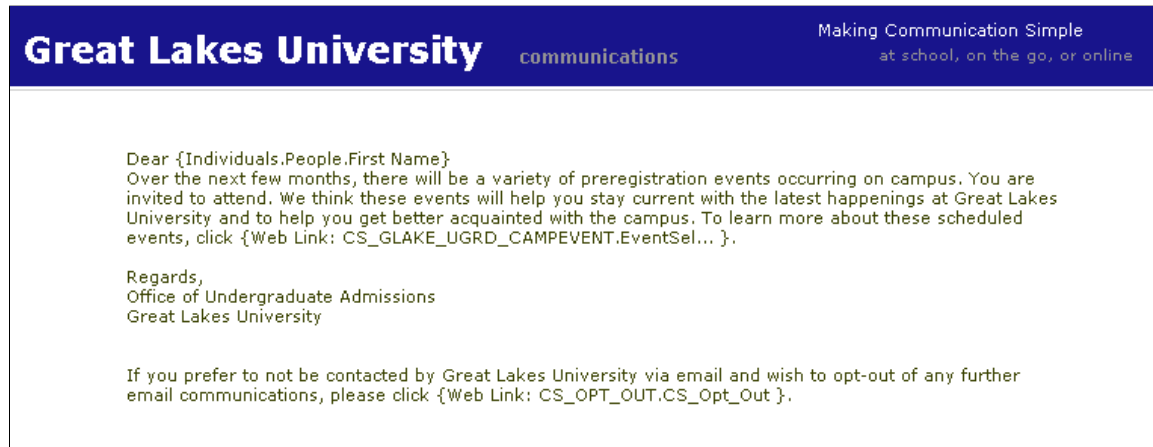 Great Lakes University communications
Making Communication Simple
at school, on the go, or online
Dear {Individuals.People.First Name}
Over the next few months, there will be a variety of preregistration events occurring on campus. You are
invited to attend. We think these events will help you stay current with the latest happenings at Great Lakes
University and to help you get better acquainted with the campus. To learn more about these scheduled
events, click {Web Link: CS_GLAKE_UGRD_CAMPEVENT.EventSel... }.
Regards,
Office of Undergraduate Admissions
Great Lakes University
If you prefer to not be contacted by Great Lakes University via email and wish to opt-out of any further
email communications, please click {Web Link: CS_OPT_OUT.CS_Opt_Out }.